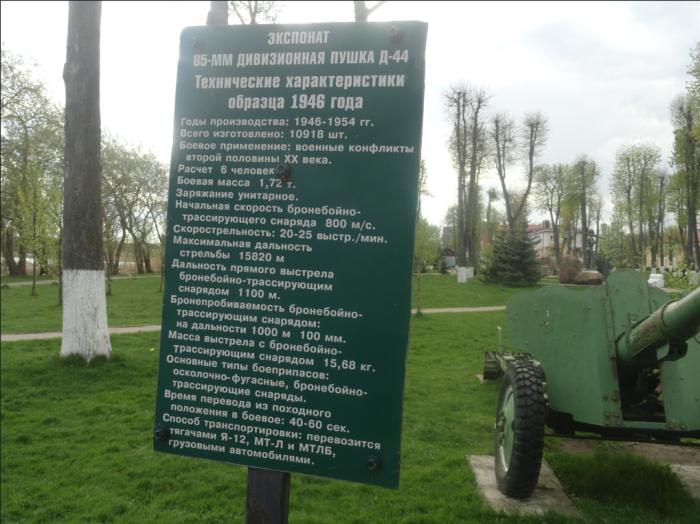 ЭКСПОНАТ
85-ММ ДИВИЗИОННАЯ ПУШКА Д-44
Технические характеристики
образца 1946 года
Годы производства: 1946-1954 гг.
Всего изготовлено: 10918 шт.
Боевое применение: военные конфликты
второй половины XX века.
Расчет 6 человек
Боевая масса 1,72 т.
Заряжание унитарное.
Начальная скорость бронебойно-
трассирующего снаряда 800 м/с.
Скорострельность: 20-25 выстр./мин.
Максимальная дальность
стрельбы 15820 м
Дальность прямого выстрела
бронебойно-трассирующим
снарядом 1100 м.
Бронепробиваемость бронебойно-
трассирующим снарядом:
на дальности 1000 м 100 мм.
Масса выстрела с бронебойно-
трассирующим снарядом 15,68 кг.
Основные типы боеприпасов:
осколочно-фугасные, бронебойно-
трассирующие снаряды.
Время перевода из походного
положения в боевое: 40-60 сек.
Способ транспортировки: перевозится
тягачами Я-12, МТ-Л и МТЛБ,
грузовыми автомобилями.